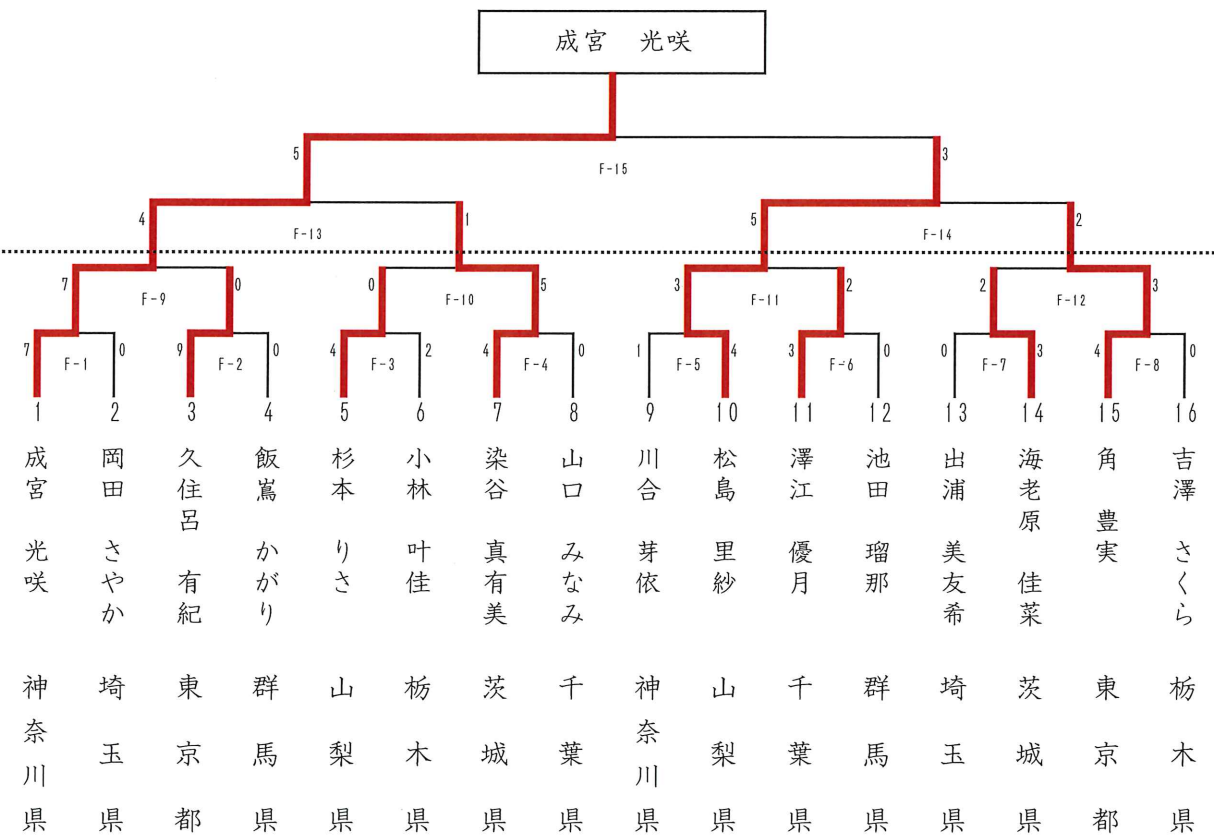 成宮 光咲
5 3
F-15
4 1 5 2
F-13 F-14
7 0 0 5 3 2 2 3
F-9 F-10 F-11 F-12
7 0 9 0 4 2 4 0 1 4 3 0 0 3 4 0
F-1 F-2 F-3 F-4 F-5 F-6 F-7 F-8
1 2 3 4 5 6 7 8 9 10 11 12 13 14 15 16
成宮 光咲
岡田 さやか
久住呂 有紀
飯嶌 かがり
杉本 りさ
小林 叶佳
染谷 真有美
山口 みなみ
川合 芽依
松島 里紗
澤江 優月
池田 瑠那
出浦 美友希
海老原 佳菜
角 豊実
吉澤 さくら
神奈川県
埼玉県
東京都
群馬県
山梨県
栃木県
茨城県
千葉県
神奈川県
山梨県
千葉県
群馬県
埼玉県
茨城県
東京都
栃木県